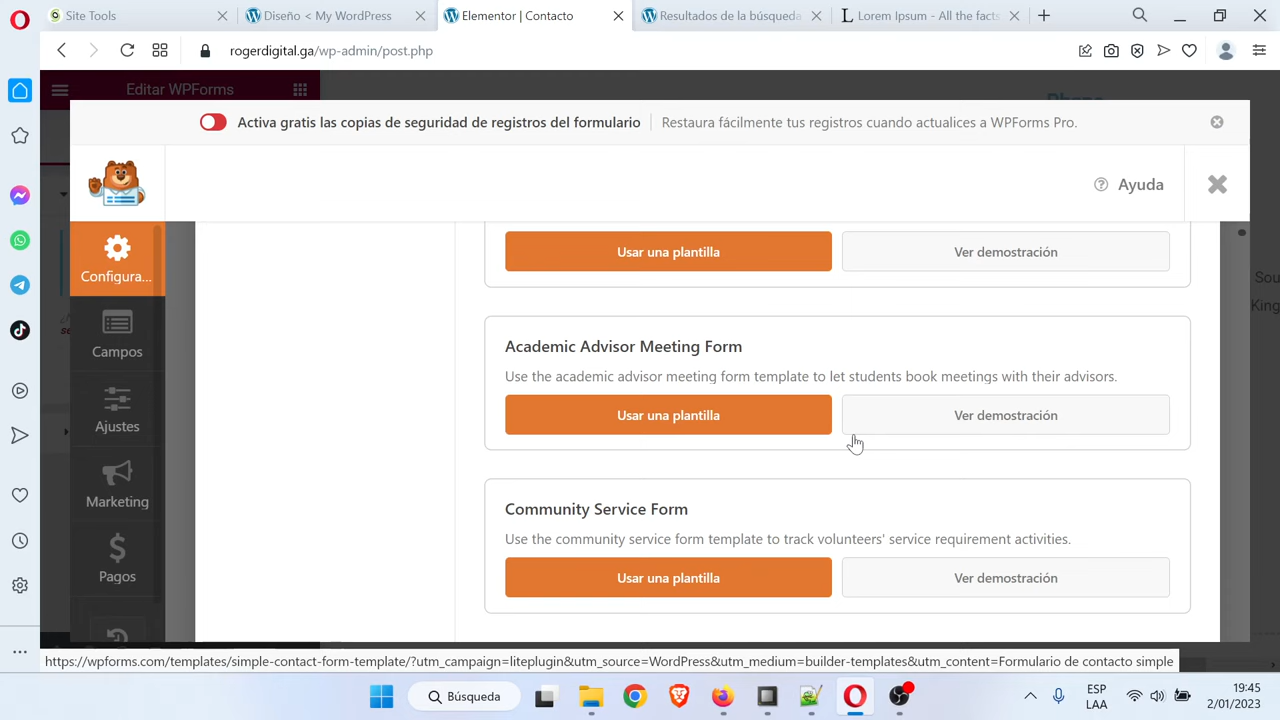 Site Tools
Diseño < My WordPress
Elementor | Contacto
Resultados de la búsqueda
Lorem Ipsum - All the facts
rogerdigital.ga/wp-admin/post.php
Editar WPForms
Activa gratis las copias de seguridad de registros del formulario
Restaura fácilmente tus registros cuando actualices a WPForms Pro.
Ayuda
Configura...
Campos
Ajustes
Marketing
Pagos
Usar una plantilla
Ver demostración
Academic Advisor Meeting Form
Use the academic advisor meeting form template to let students book meetings with their advisors.
Usar una plantilla
Ver demostración
Community Service Form
Use the community service form template to track volunteers' service requirement activities.
Usar una plantilla
Ver demostración
Sou
King
https://wpforms.com/templates/simple-contact-form-template/?utm_campaign=liteplugin&utm_source=WordPress&utm_medium=builder-templates&utm_content=Formulario de contacto simple
Búsqueda
ESP
LAA
19:45
2/01/2023